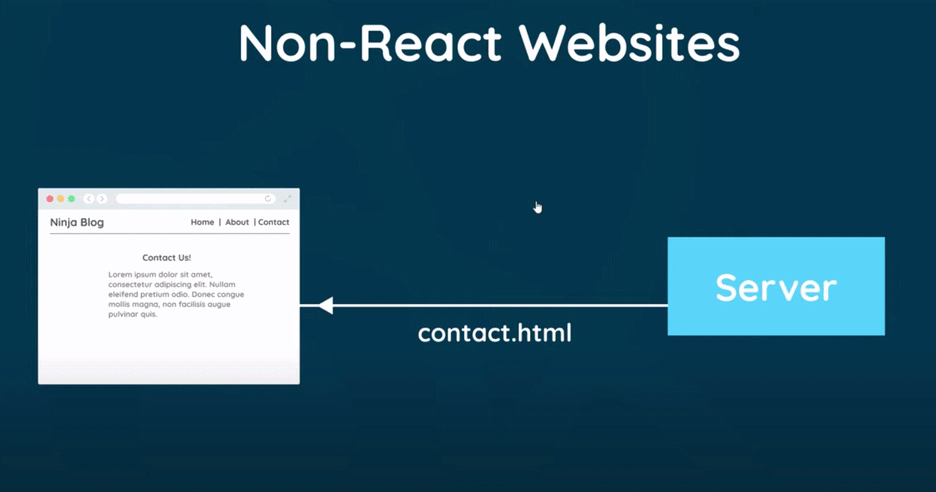 Non-React Websites
Ninja Blog
Home | About | Contact
Contact Us!
Lorem ipsum dolor sit amet,
consectetur adipiscing elit. Nullam
eleifend pretium odio. Donec congue
mollis magna, non facilisis augue
pulvinar quis.
contact.html
Server